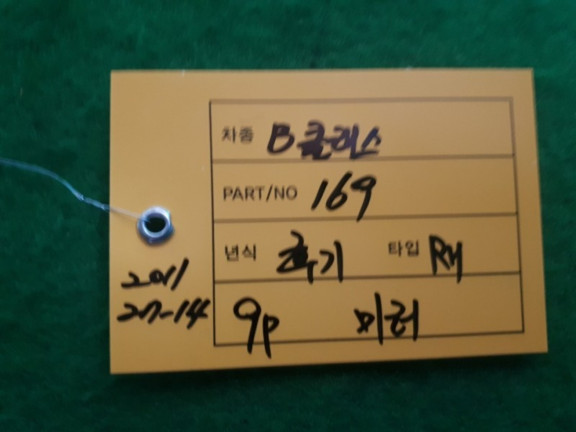 차종 B클래스
PART/NO 169
년식 후기 타입 RH
2011
27-14
9P 미러